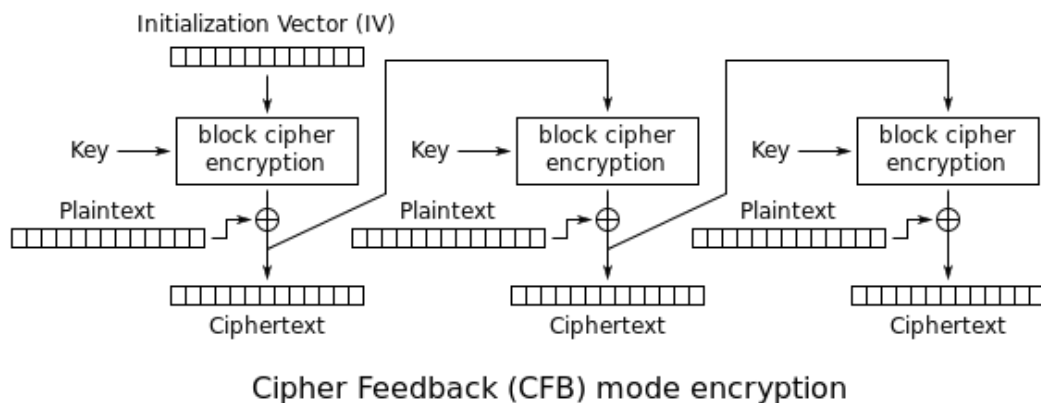 Initialization Vector (IV)
Key
block cipher
encryption
Key
block cipher
encryption
Key
block cipher
encryption
Plaintext
Plaintext
Plaintext
Ciphertext
Ciphertext
Ciphertext
Cipher Feedback (CFB) mode encryption